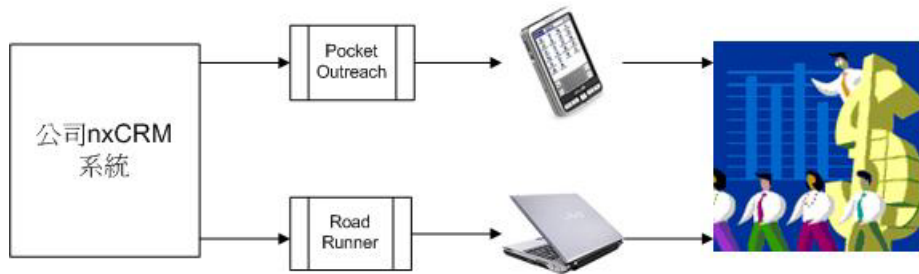 公司nxCRM
系統
Pocket
Outreach
Road
Runner